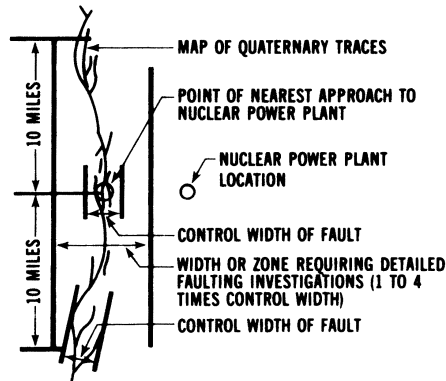 MAP OF QUATERNARY TRACES
10 MILES
POINT OF NEAREST APPROACH TO
NUCLEAR POWER PLANT
NUCLEAR POWER PLANT
LOCATION
CONTROL WIDTH OF FAULT
10 MILES
WIDTH OR ZONE REQUIRING DETAILED
FAULTING INVESTIGATIONS (1 TO 4
TIMES CONTROL WIDTH)
CONTROL WIDTH OF FAULT